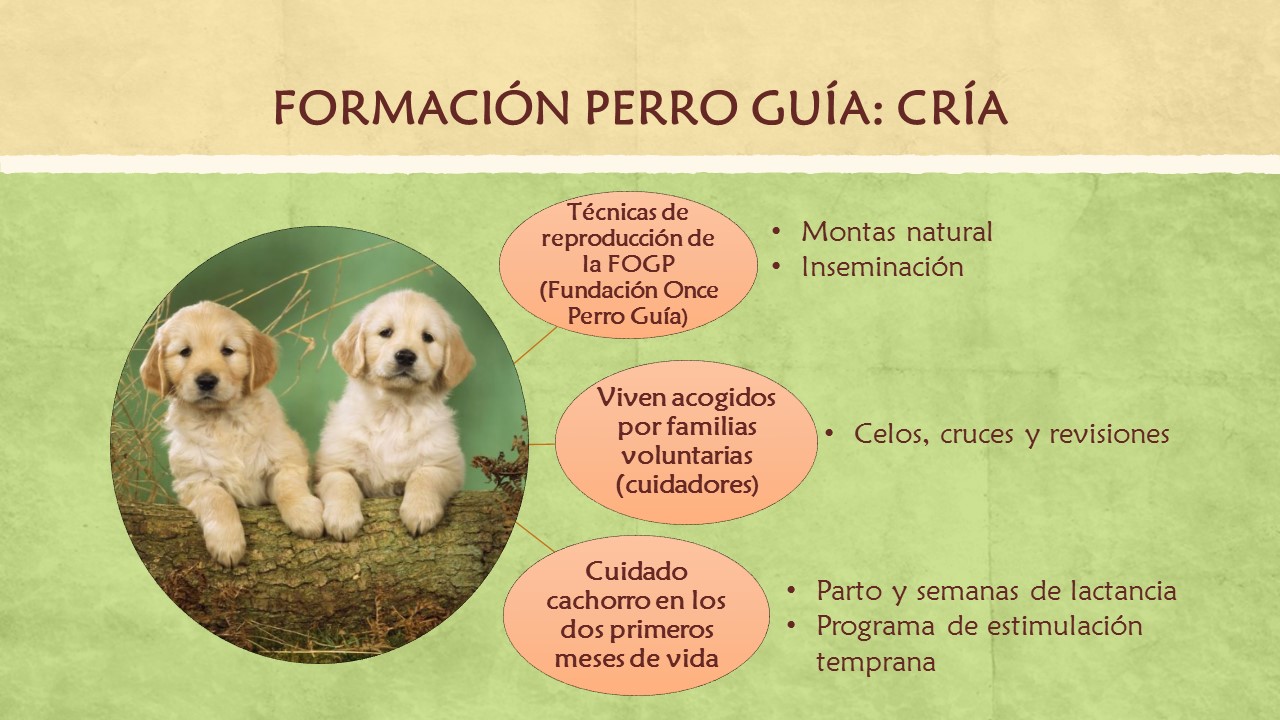 FORMACIÓN PERRO GUÍA: CRÍA
Técnicas de
reproducción de
la FOGP
(Fundación Once
Perro Guía)
• Montas natural
• Inseminación
Viven acogidos
por familias
voluntarias
(cuidadores)
• Celos, cruces y revisiones
Cuidado
cachorro en los
dos primeros
meses de vida
• Parto y semanas de lactancia
• Programa de estimulación
temprana